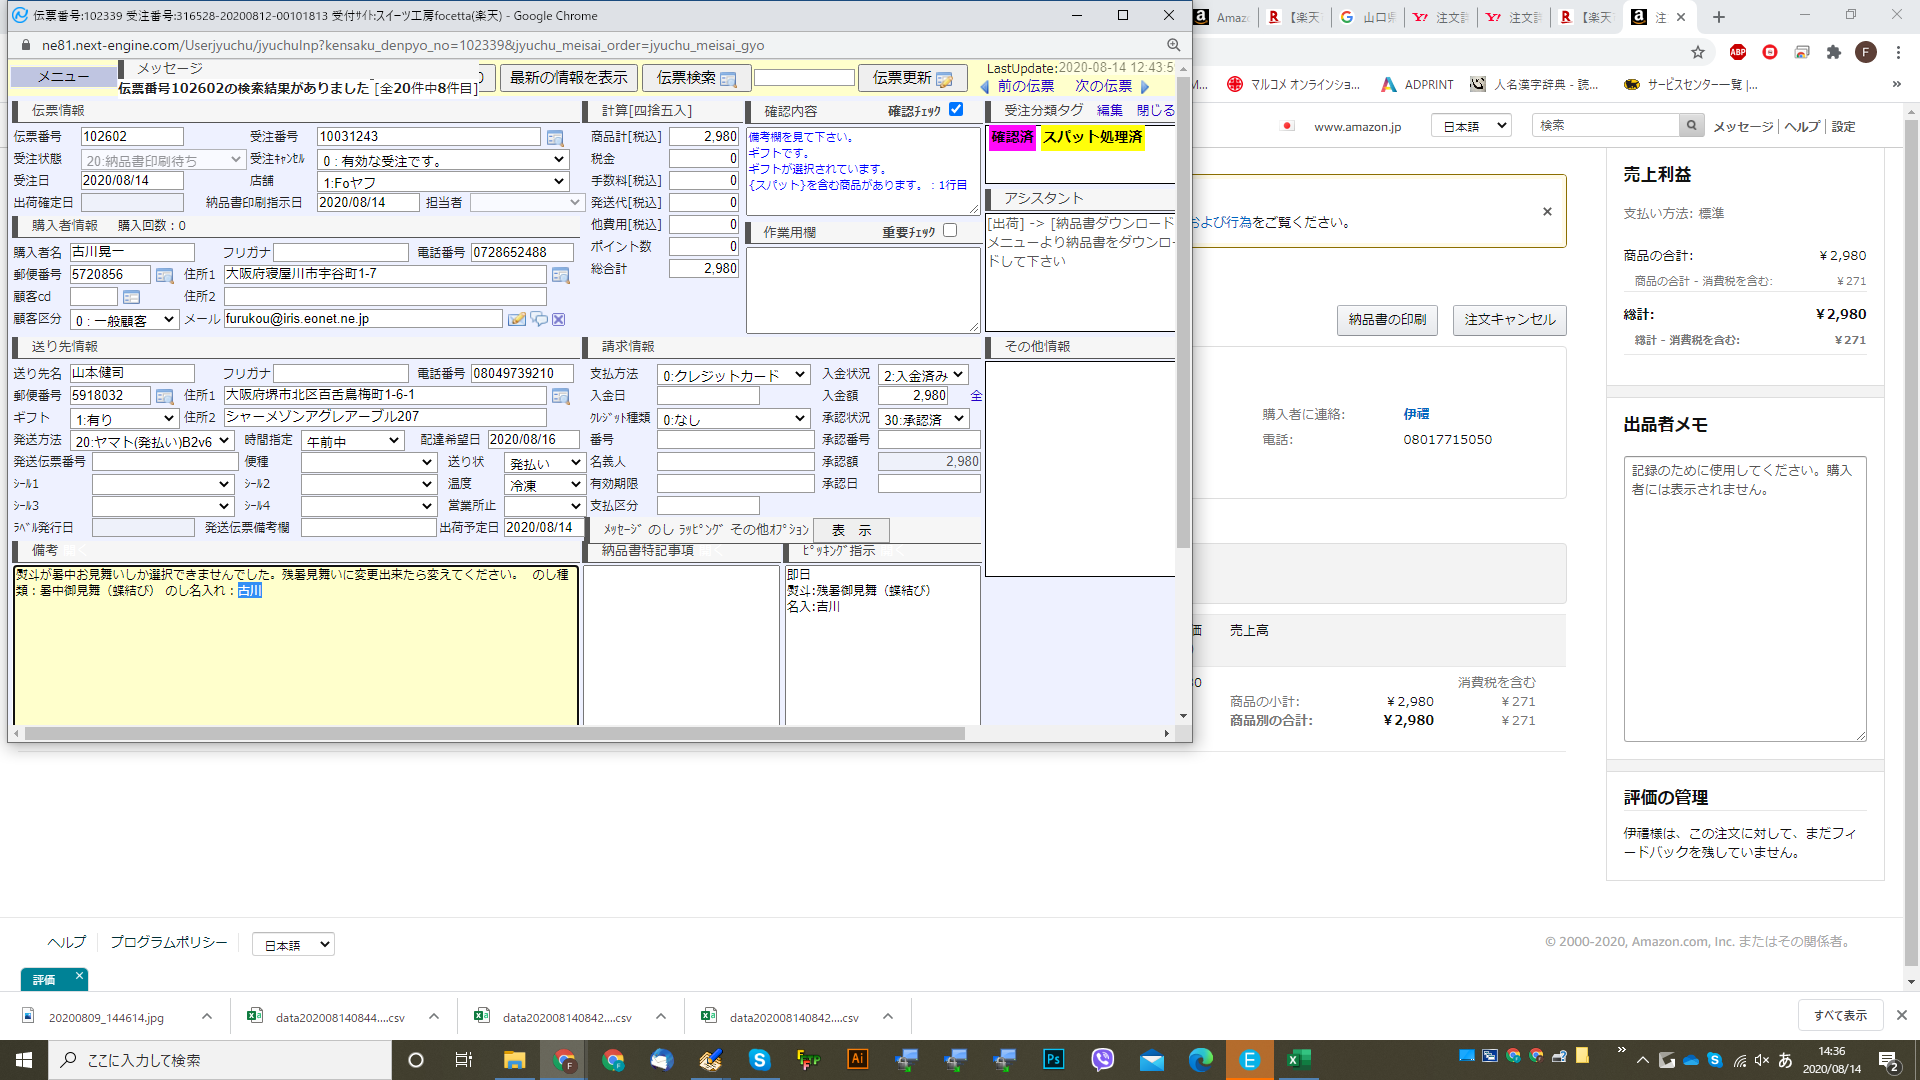 伝票番号:102339 受注番号:316528-20200812-00101813 受付サイト:スイーツ工房focetta(楽天) - Google Chrome
ne81.next-engine.com/Userjyuchu/jyuchuInp?kensaku_denpyo_no=102339&jyuchu_meisai_order=jyuchu_meisai_gyo
メニュー
メッセージ
伝票番号102602の検索結果がありました [全20件中8件目]
最新の情報を表示
伝票検索
伝票更新
LastUpdate:2020-08-14 12:43:5
前の伝票 次の伝票
伝票情報
伝票番号 102602 受注番号 10031243
受注状態 20:納品書印刷待ち 受注ｷｬﾝｾﾙ 0 : 有効な受注です。
受注日 2020/08/14 店舗 1:Foヤフ
出荷確定日 納品書印刷指示日 2020/08/14 担当者
購入者情報 購入回数 : 0
購入者名 古川晃一 フリガナ 電話番号 0728652488
郵便番号 5720856 住所1 大阪府寝屋川市宇谷町1-7
顧客cd 住所2
顧客区分 0 : 一般顧客 メール furukou@iris.eonet.ne.jp
計算[四捨五入]
商品計[税込] 2,980
税金 0
手数料[税込] 0
発送代[税込] 0
他費用[税込] 0
ポイント数 0
総合計 2,980
確認内容 確認ﾁｪｯｸ
備考欄を見て下さい。
ギフトです。
ギフトが選択されています。
{スパット}を含む商品があります。：1行目
作業用欄 重要ﾁｪｯｸ
受注分類タグ 編集 閉じる
確認済 スパット処理済
アシスタント
[出荷] -> [納品書ダウンロード
メニューより納品書をダウンロー
ドして下さい
送り先情報
送り先名 山本健司 フリガナ 電話番号 08049739210
郵便番号 5918032 住所1 大阪府堺市北区百舌鳥梅町1-6-1
ギフト 1:有り 住所2 シャーメゾンアグレアーブル207
発送方法 20:ヤマト(発払い)B2v6 時間指定 午前中 配達希望日 2020/08/16
発送伝票番号 便種 送り状 発払い
ｼｰﾙ1 ｼｰﾙ2 温度 冷凍
ｼｰﾙ3 ｼｰﾙ4 営業所止
ﾗﾍﾞﾙ発行日 発送伝票備考欄 出荷予定日 2020/08/14
請求情報
支払方法 0:クレジットカード 入金状況 2:入金済み
入金日 入金額 2,980 全
ｸﾚｼﾞｯﾄ種類 0:なし 承認状況 30:承認済
番号 承認番号
名義人 承認額 2,980
有効期限 承認日
支払区分
ﾒｯｾｰｼﾞ のし ﾗｯﾋﾟﾝｸﾞ その他ｵﾌﾟｼｮﾝ 表 示
その他情報
備考
熨斗が暑中お見舞いしか選択できませんでした。残暑見舞いに変更出来たら変えてください。 のし種
類：暑中御見舞（蝶結び） のし名入れ：古川
納品書特記事項
ﾋﾟｯｷﾝｸﾞ指示
即日
熨斗:残暑御見舞（蝶結び）
名入:吉川
Amaz
【楽天
山口県
注文
注文
【楽天
注
マルコメ オンラインショ...
ADPRINT
人名漢字辞典 - 読...
サービスセンター一覧 |...
www.amazon.jp
日本語
検索
メッセージ ヘルプ 設定
および行為をご覧ください。
納品書の印刷
注文キャンセル
購入者に連絡: 伊禮
電話: 08017715050
売上高
消費税を含む
商品の小計: ￥2,980 ￥271
商品別の合計: ￥2,980 ￥271
売上利益
支払い方法: 標準
商品の合計: ￥2,980
商品の合計 - 消費税を含む: ￥271
総計: ￥2,980
総計 - 消費税を含む: ￥271
出品者メモ
記録のために使用してください。購入
者には表示されません。
評価の管理
伊禮様は、この注文に対して、まだフィ
ードバックを残していません。
ヘルプ プログラムポリシー 日本語
© 2000-2020, Amazon.com, Inc. またはその関係者。
評価
20200809_144614.jpg
data202008140844....csv
data202008140842....csv
data202008140842....csv
すべて表示
ここに入力して検索
あ
14:36
2020/08/14
2